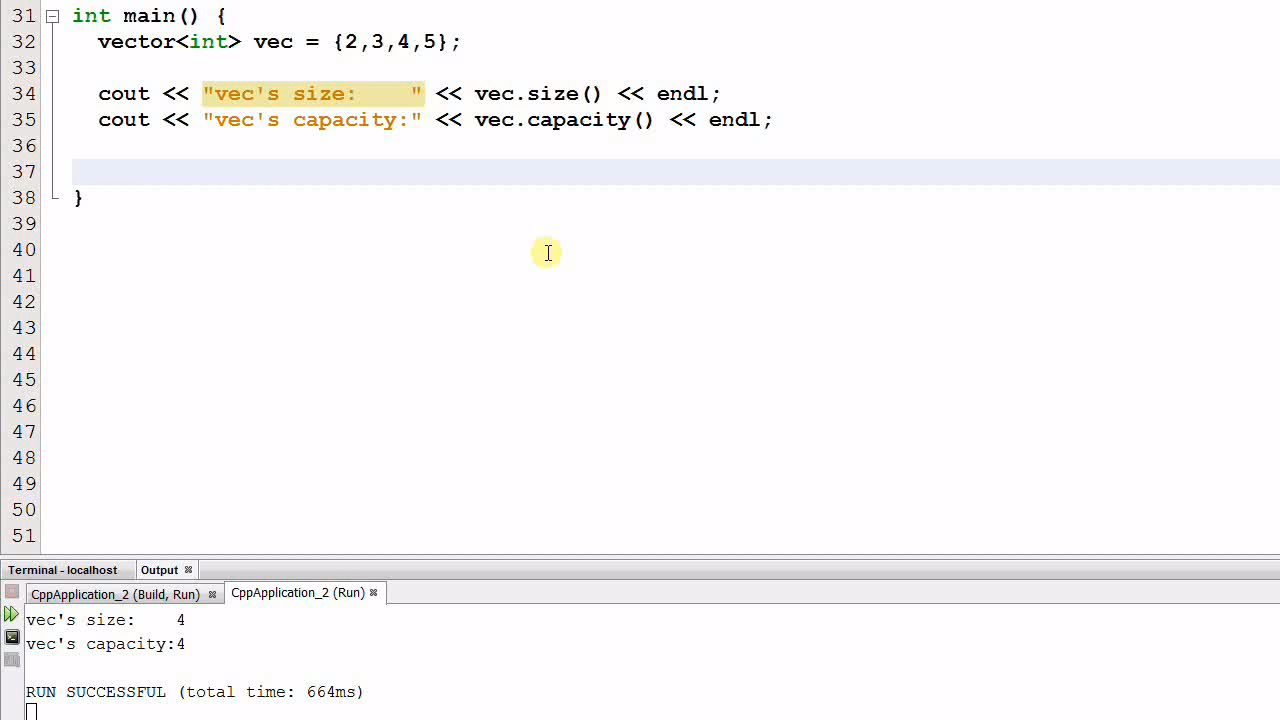 31 int main() {
32 vector<int> vec = {2,3,4,5};
33
34 cout << "vec's size:    " << vec.size() << endl;
35 cout << "vec's capacity:" << vec.capacity() << endl;
36
37
38 }
39
40
41
42
43
44
45
46
47
48
49
50
51
Terminal - localhost Output
CppApplication_2 (Build, Run) CppApplication_2 (Run)
vec's size:    4
vec's capacity:4
RUN SUCCESSFUL (total time: 664ms)